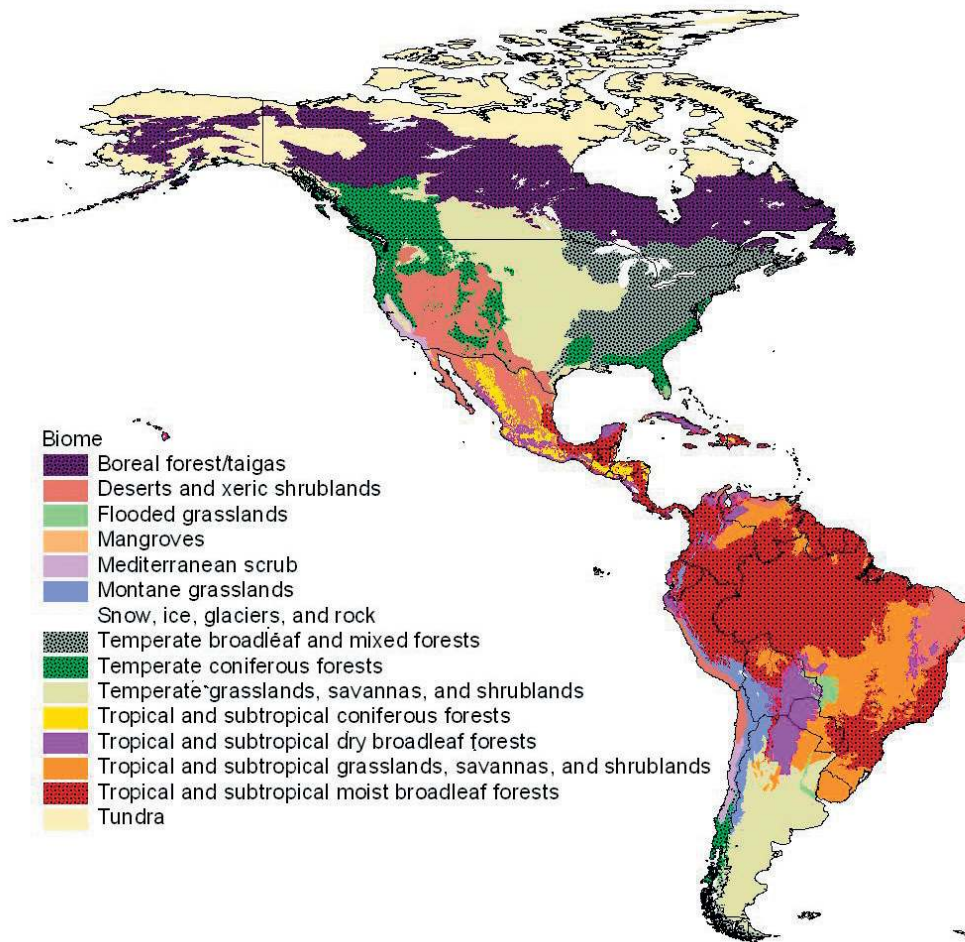 Biome
Boreal forest/taigas
Deserts and xeric shrublands
Flooded grasslands
Mangroves
Mediterranean scrub
Montane grasslands
Snow, ice, glaciers, and rock
Temperate broadleaf and mixed forests
Temperate coniferous forests
Temperate grasslands, savannas, and shrublands
Tropical and subtropical coniferous forests
Tropical and subtropical dry broadleaf forests
Tropical and subtropical grasslands, savannas, and shrublands
Tropical and subtropical moist broadleaf forests
Tundra